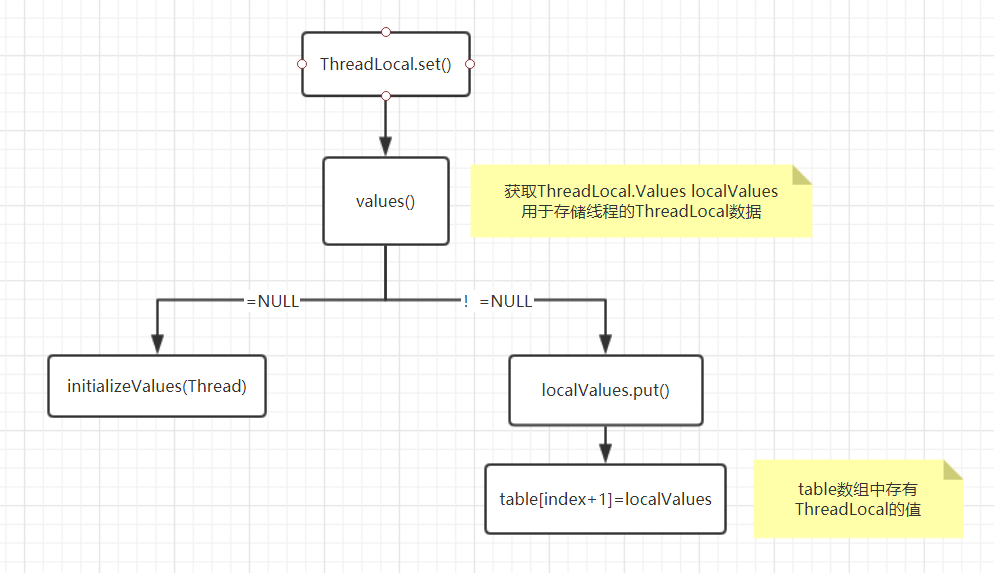 ThreadLocal.set()
values()
获取ThreadLocal.Values localValues
用于存储线程的ThreadLocal数据
=NULL
! =NULL
initializeValues(Thread)
localValues.put()
table[index+1]=localValues
table数组中存有
ThreadLocal的值